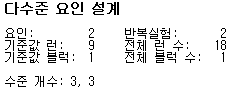 다수준 요인 설계
요인: 2 반복실험: 2
기준값 런: 9 전체 런 수: 18
기준값 블럭: 1 전체 블럭 수: 1
수준 개수: 3, 3